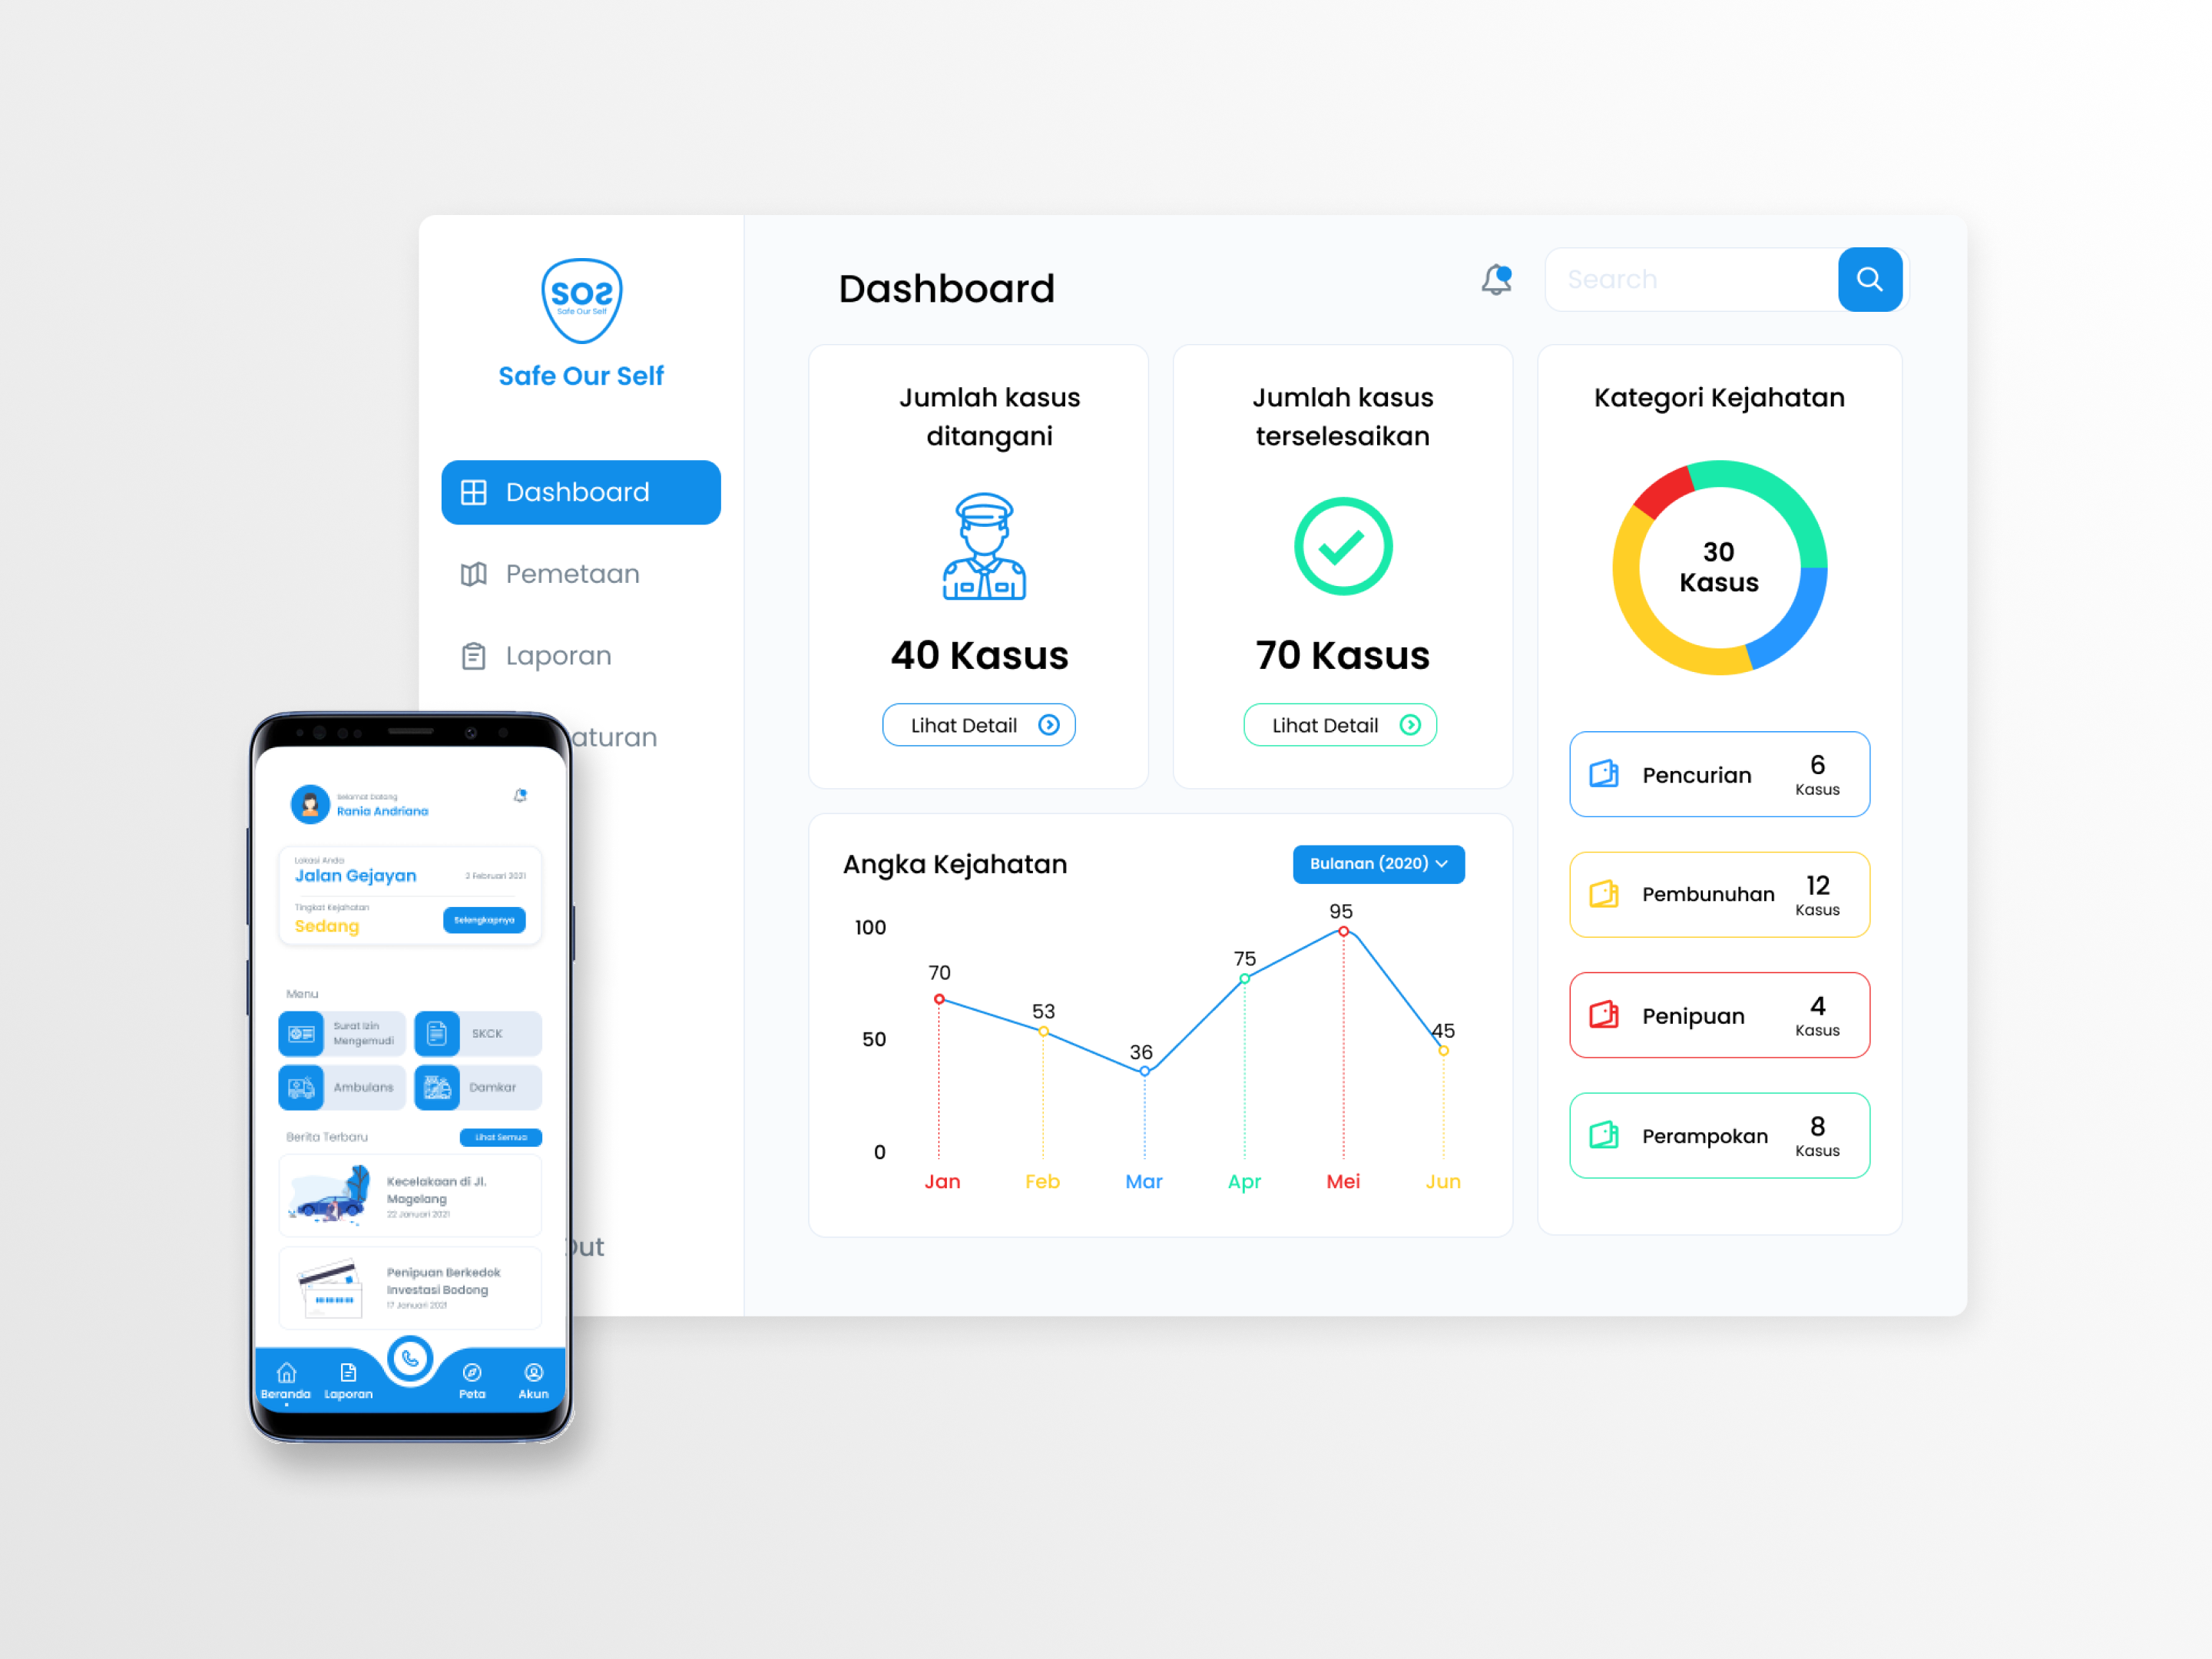 SOS
Safe Our Self
Safe Our Self
Dashboard
Pemetaan
Laporan
aturan
Out
Dashboard
Search
Jumlah kasus
ditangani
40 Kasus
Lihat Detail
Jumlah kasus
terselesaikan
70 Kasus
Lihat Detail
Kategori Kejahatan
30
Kasus
Pencurian
6
Kasus
Pembunuhan
12
Kasus
Penipuan
4
Kasus
Perampokan
8
Kasus
Angka Kejahatan
Bulanan (2020)
100
50
0
70
53
36
75
95
45
Jan
Feb
Mar
Apr
Mei
Jun
Selamat Datang
Rania Andriana
Lokasi Anda
Jalan Gejayan
2 Februari 2021
Tingkat Kejahatan
Sedang
Selengkapnya
Menu
Surat Izin
Mengemudi
SKCK
Ambulans
Damkar
Berita Terbaru
Lihat Semua
Kecelakaan di Jl.
Magelang
22 Januari 2021
Penipuan Berkedok
Investasi Bodong
17 Januari 2021
Beranda
Laporan
Peta
Akun